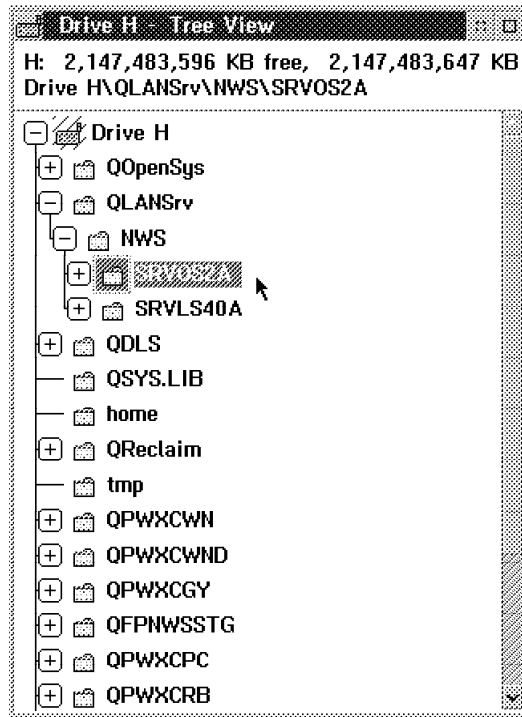 Drive H - Tree View
H: 2,147,483,596 KB free, 2,147,483,647 KB
Drive H\QLANSrv\NWS\SRVOS2A
Drive H
QOpenSys
QLANSrv
NWS
SRVOS2A
SRVLS40A
QDLS
QSYS.LIB
home
QReclaim
tmp
QPWXCWN
QPWXCWND
QPWXCGY
QFPNWSSTG
QPWXCPC
QPWXCRB